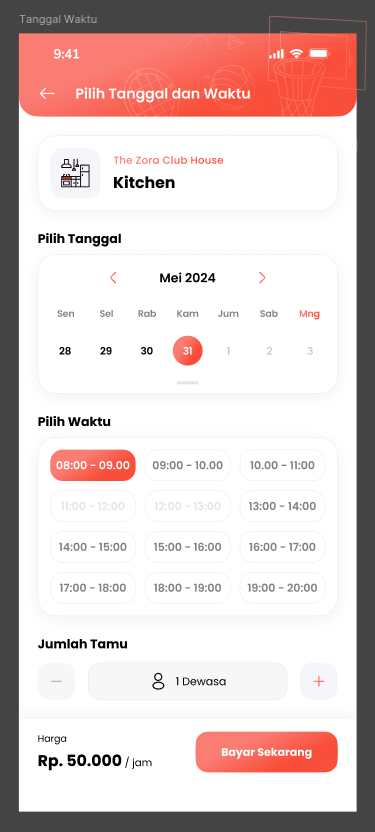 Tanggal Waktu
9:41
Pilih Tanggal dan Waktu
The Zora Club House
Kitchen
Pilih Tanggal
Mei 2024
Sen Sel Rab Kam Jum Sab Mng
28 29 30 31 1 2 3
Pilih Waktu
08:00 - 09.00 09:00 - 10.00 10.00 - 11:00
11:00 - 12:00 12:00 - 13:00 13:00 - 14:00
14:00 - 15:00 15:00 - 16:00 16:00 - 17:00
17:00 - 18:00 18:00 - 19:00 19:00 - 20:00
Jumlah Tamu
− 1 Dewasa +
Harga
Rp. 50.000 / jam
Bayar Sekarang